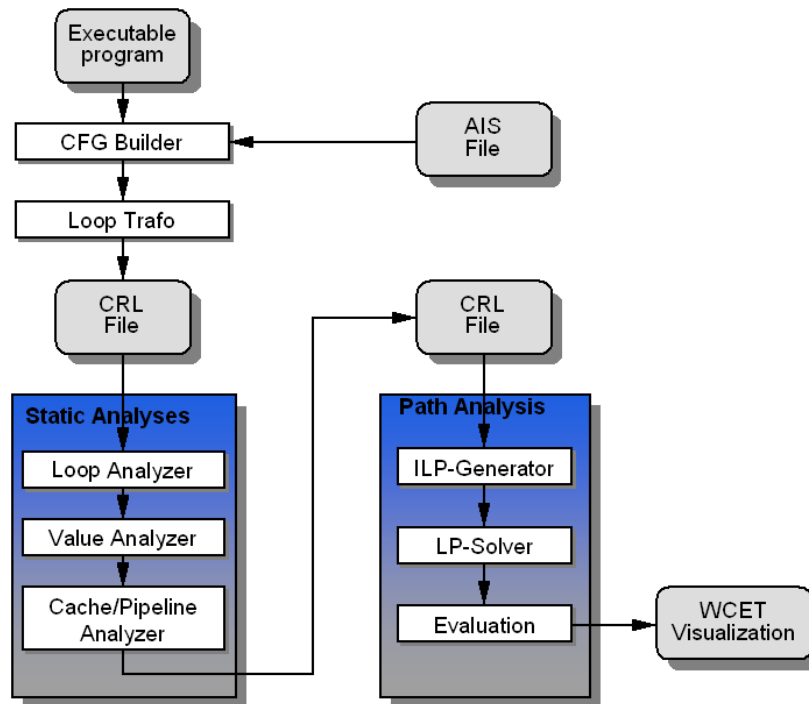 Executable
program
CFG Builder
AIS
File
Loop Trafo
CRL
File
CRL
File
Static Analyses
Loop Analyzer
Value Analyzer
Cache/Pipeline
Analyzer
Path Analysis
ILP-Generator
LP-Solver
Evaluation
WCET
Visualization